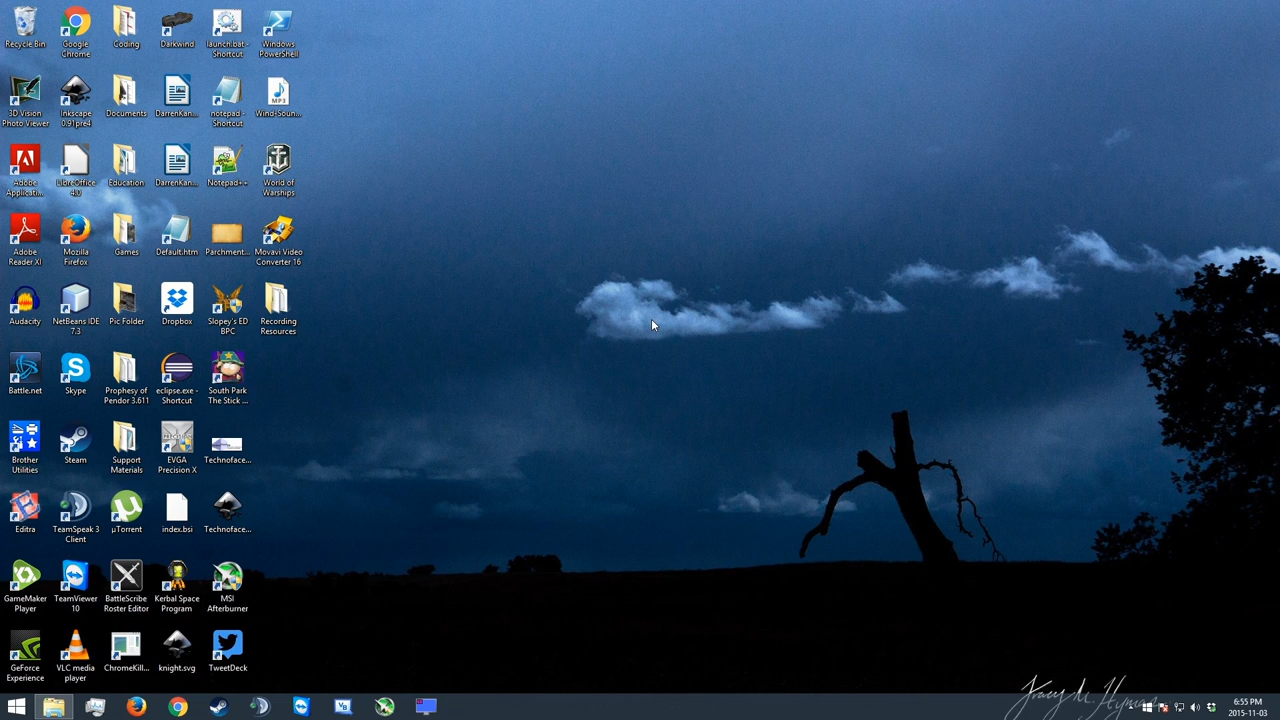 Recycle Bin
Google
Chrome
Coding
Darkwind
launch.bat -
Shortcut
Windows
PowerShell
3D Vision
Photo Viewer
Inkscape
0.91pre4
Documents
DarrenKan...
notepad -
Shortcut
Wind-Soun...
Adobe
Applicati...
LibreOffice
4.0
Education
DarrenKan...
Notepad++
World of
Warships
Adobe
Reader XI
Mozilla
Firefox
Games
Default.htm
Parchment...
Movavi Video
Converter 16
Audacity
NetBeans IDE
7.3
Pic Folder
Dropbox
Slopey's ED
BPC
Recording
Resources
Battle.net
Skype
Prophesy of
Pendor 3.611
eclipse.exe -
Shortcut
South Park
The Stick ...
Brother
Utilities
Steam
Support
Materials
EVGA
Precision X
Technoface...
Editra
TeamSpeak 3
Client
µTorrent
index.bsi
Technoface...
GameMaker
Player
TeamViewer
10
BattleScribe
Roster Editor
Kerbal Space
Program
MSI
Afterburner
GeForce
Experience
VLC media
player
ChromeKill...
knight.svg
TweetDeck
6:55 PM
2015-11-03